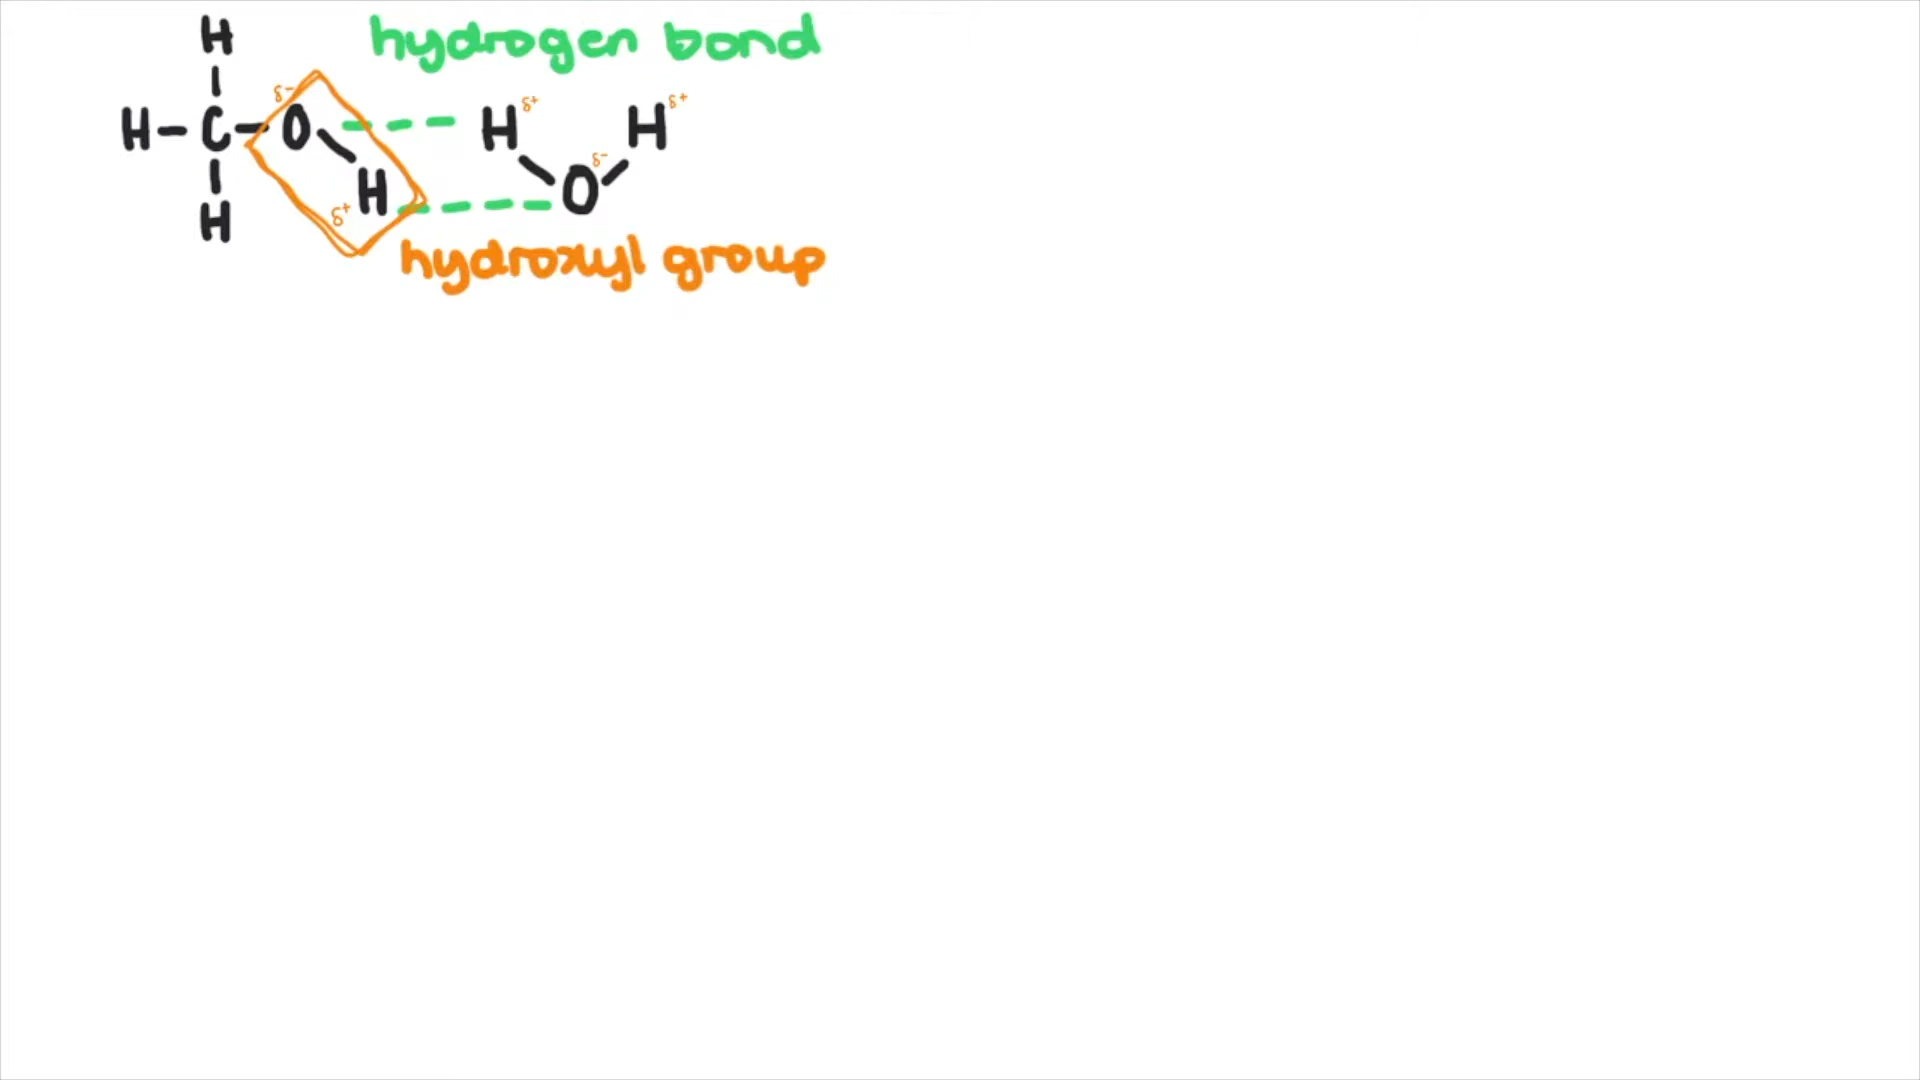 H hydrogen bond
δ- δ+ δ+
H-C-O H H
δ-
H O
δ+
H
hydroxyl group